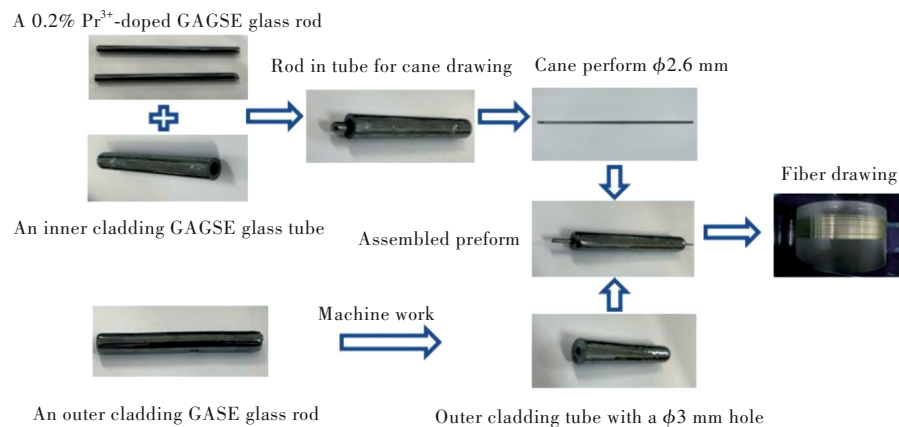 A 0.2% Pr³⁺-doped GAGSE glass rod
Rod in tube for cane drawing
Cane perform ϕ2.6 mm
Fiber drawing
An inner cladding GAGSE glass tube
Assembled preform
Machine work
An outer cladding GASE glass rod
Outer cladding tube with a ϕ3 mm hole